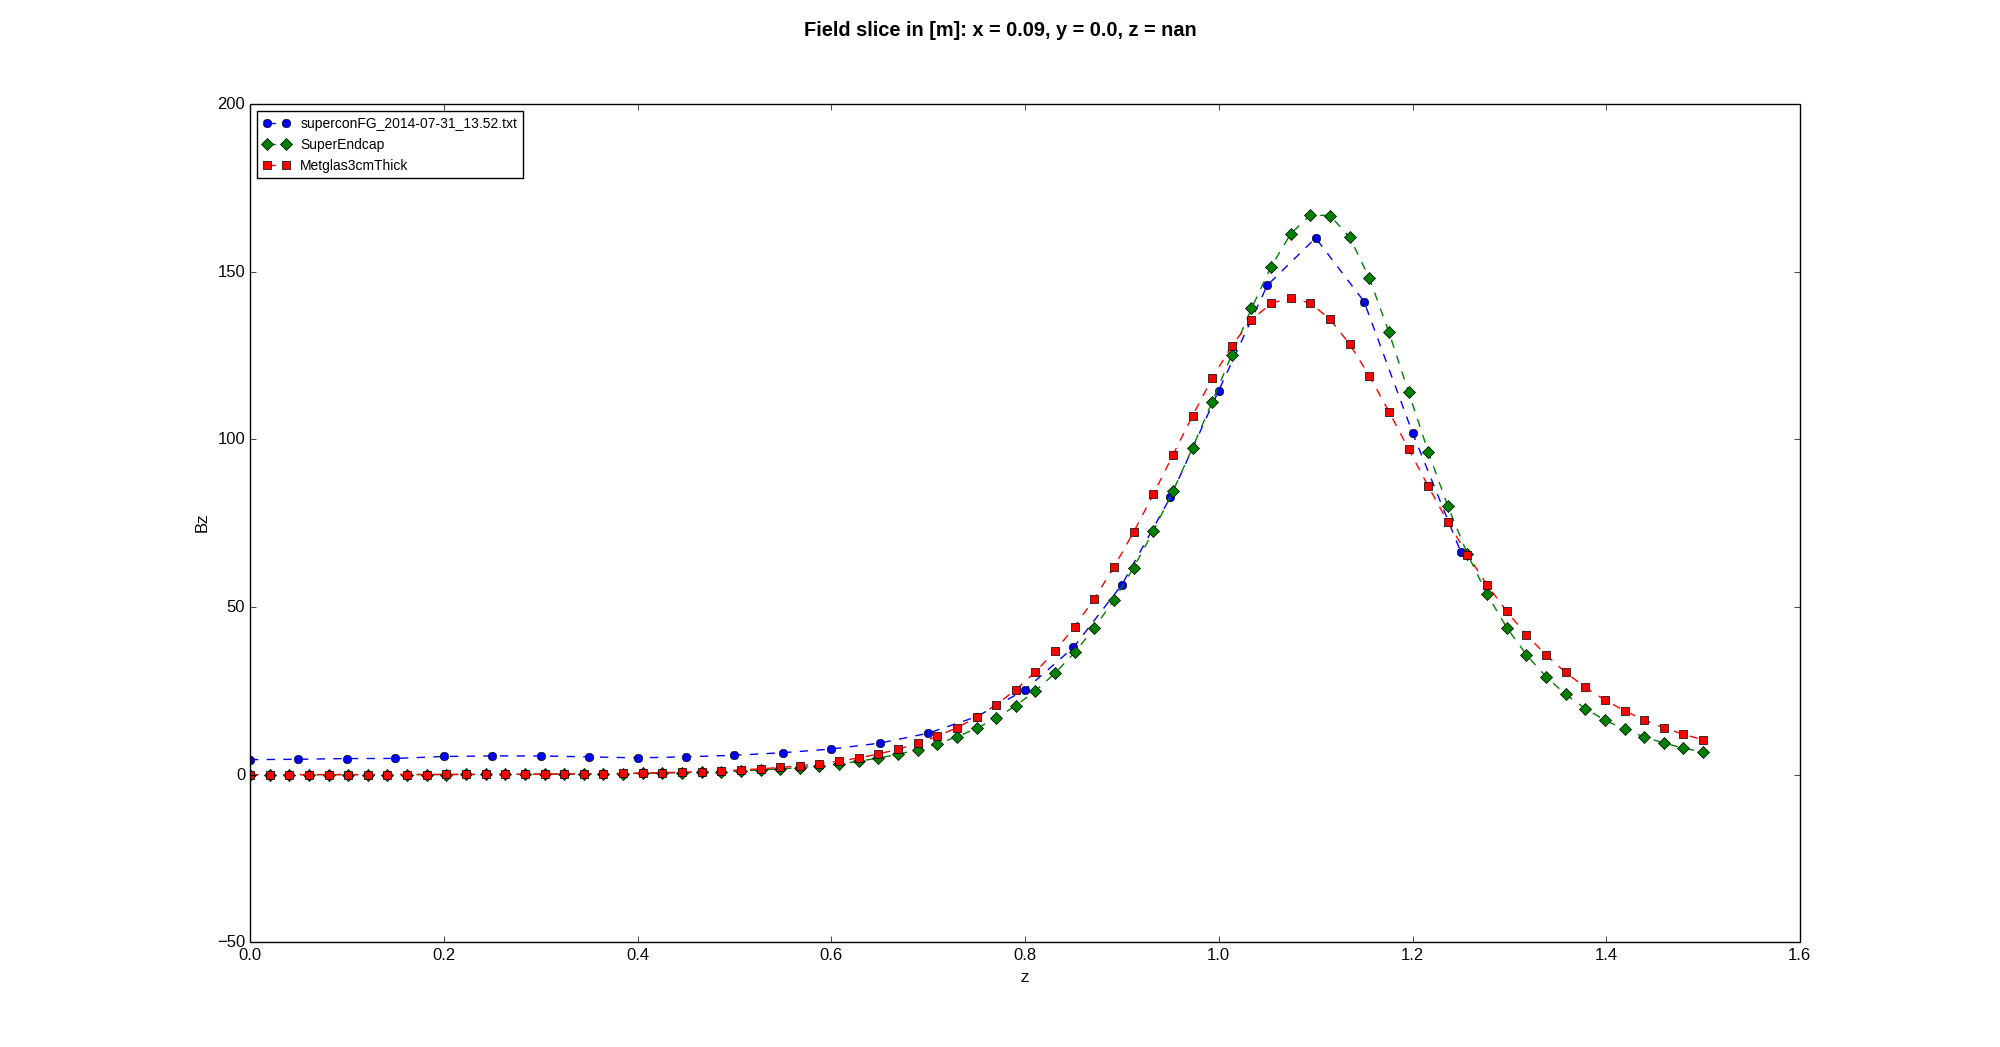 Field slice in [m]: x = 0.09, y = 0.0, z = nan
200
superconFG_2014-07-31_13.52.txt
SuperEndcap
Metglas3cmThick
150
100
Bz
50
0
−50
0.0 0.2 0.4 0.6 0.8 1.0 1.2 1.4 1.6
z